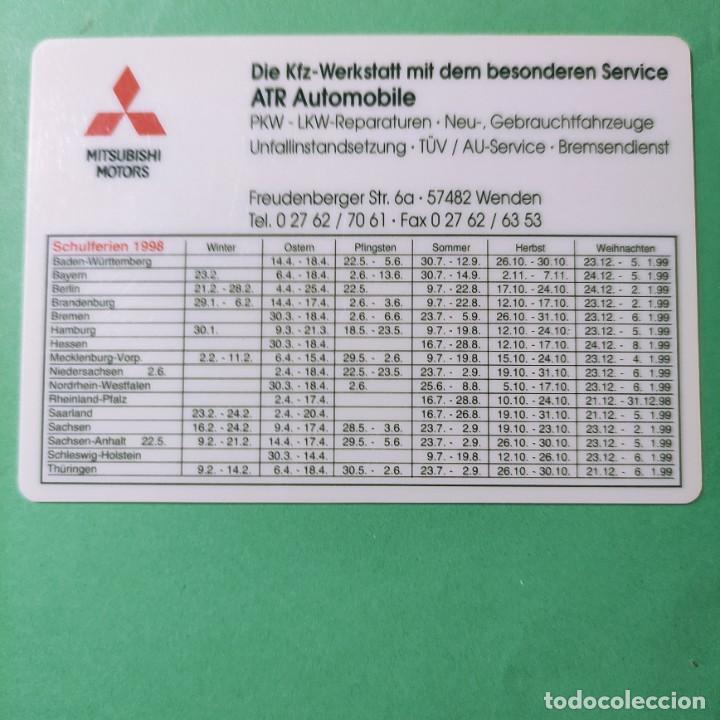 MITSUBISHI
MOTORS
Die Kfz-Werkstatt mit dem besonderen Service
ATR Automobile
PKW - LKW-Reparaturen · Neu-, Gebrauchtfahrzeuge
Unfallinstandsetzung · TÜV / AU-Service · Bremsendienst
Freudenberger Str. 6a · 57482 Wenden
Tel. 0 27 62 / 70 61 · Fax 0 27 62 / 63 53
Schulferien 1998 Winter Ostern Pfingsten Sommer Herbst Weihnachten
Baden-Württemberg 14.4. - 18.4. 22.5. - 5.6. 30.7. - 12.9. 26.10. - 30.10. 23.12. - 5. 1.99
Bayern 23.2. 6.4. - 18.4. 2.6. - 13.6. 30.7. - 14.9. 2.11. - 7.11. 24.12. - 5. 1.99
Berlin 21.2. - 28.2. 4.4. - 25.4. 22.5. 9.7. - 22.8. 17.10. - 24.10. 24.12. - 2. 1.99
Brandenburg 29.1. - 6.2. 14.4. - 17.4. 2.6. - 3.6. 9.7. - 22.8. 12.10. - 17.10. 23.12. - 2. 1.99
Bremen 30.3. - 18.4. 2.6. 23.7. - 5.9. 26.10. - 31.10. 23.12. - 6. 1.99
Hamburg 30.1. 9.3. - 21.3. 18.5. - 23.5. 9.7. - 19.8. 12.10. - 24.10. 23.12. - 5. 1.99
Hessen 30.3. - 18.4. 16.7. - 28.8. 12.10. - 24.10. 24.12. - 8. 1.99
Mecklenburg-Vorp. 2.2. - 11.2. 6.4. - 15.4. 29.5. - 2.6. 9.7. - 19.8. 15.10. - 24.10. 23.12. - 4. 1.99
Niedersachsen 2.6. 2.4. - 18.4. 22.5. - 23.5. 23.7. - 2.9. 19.10. - 31.10. 23.12. - 6. 1.99
Nordrhein-Westfalen 30.3. - 18.4. 2.6. 25.6. - 8.8. 5.10. - 17.10. 23.12. - 6. 1.99
Rheinland-Pfalz 2.4. - 17.4. 16.7. - 28.8. 10.10. - 24.10. 21.12. - 31.12.98
Saarland 23.2. - 24.2. 2.4. - 20.4. 16.7. - 26.8. 19.10. - 31.10. 21.12. - 5. 1.99
Sachsen 16.2. - 24.2. 9.4. - 17.4. 28.5. - 3.6. 23.7. - 2.9. 19.10. - 30.10. 23.12. - 2. 1.99
Sachsen-Anhalt 22.5. 9.2. - 21.2. 14.4. - 17.4. 29.5. - 2.6. 23.7. - 2.9. 26.10. - 30.10. 23.12. - 5. 1.99
Schleswig-Holstein 30.3. - 14.4. 9.7. - 19.8. 12.10. - 26.10. 23.12. - 6. 1.99
Thüringen 9.2. - 14.2. 6.4. - 18.4. 30.5. - 2.6. 23.7. - 2.9. 26.10. - 30.10. 21.12. - 6. 1.99
todocoleccion